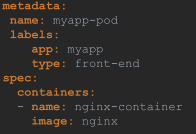 metadata:
 name: myapp-pod
 labels:
    app: myapp
    type: front-end
spec:
  containers:
  - name: nginx-container
    image: nginx